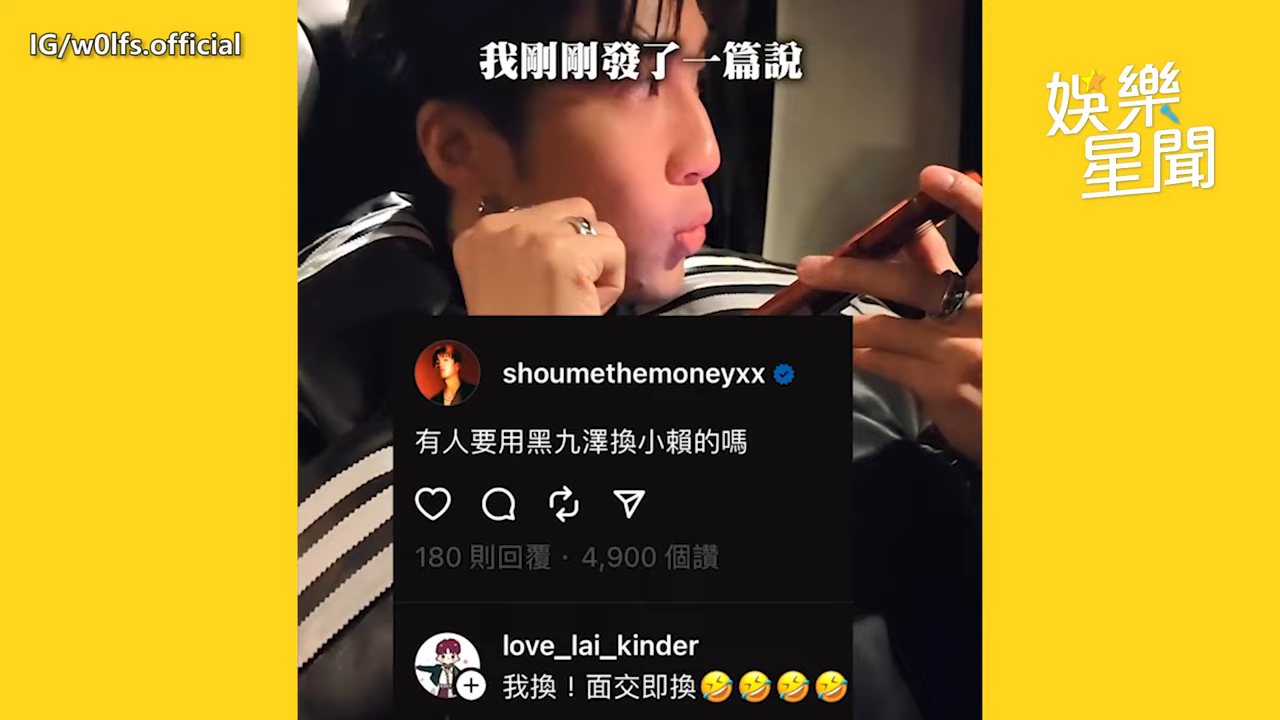 IG/w0lfs.official
我剛剛發了一篇說
娛樂
星聞
shoumethemoneyxx
有人要用黑九澤換小賴的嗎
180 則回覆·4,900 個讚
love_lai_kinder
我換！面交即換🤣🤣🤣🤣